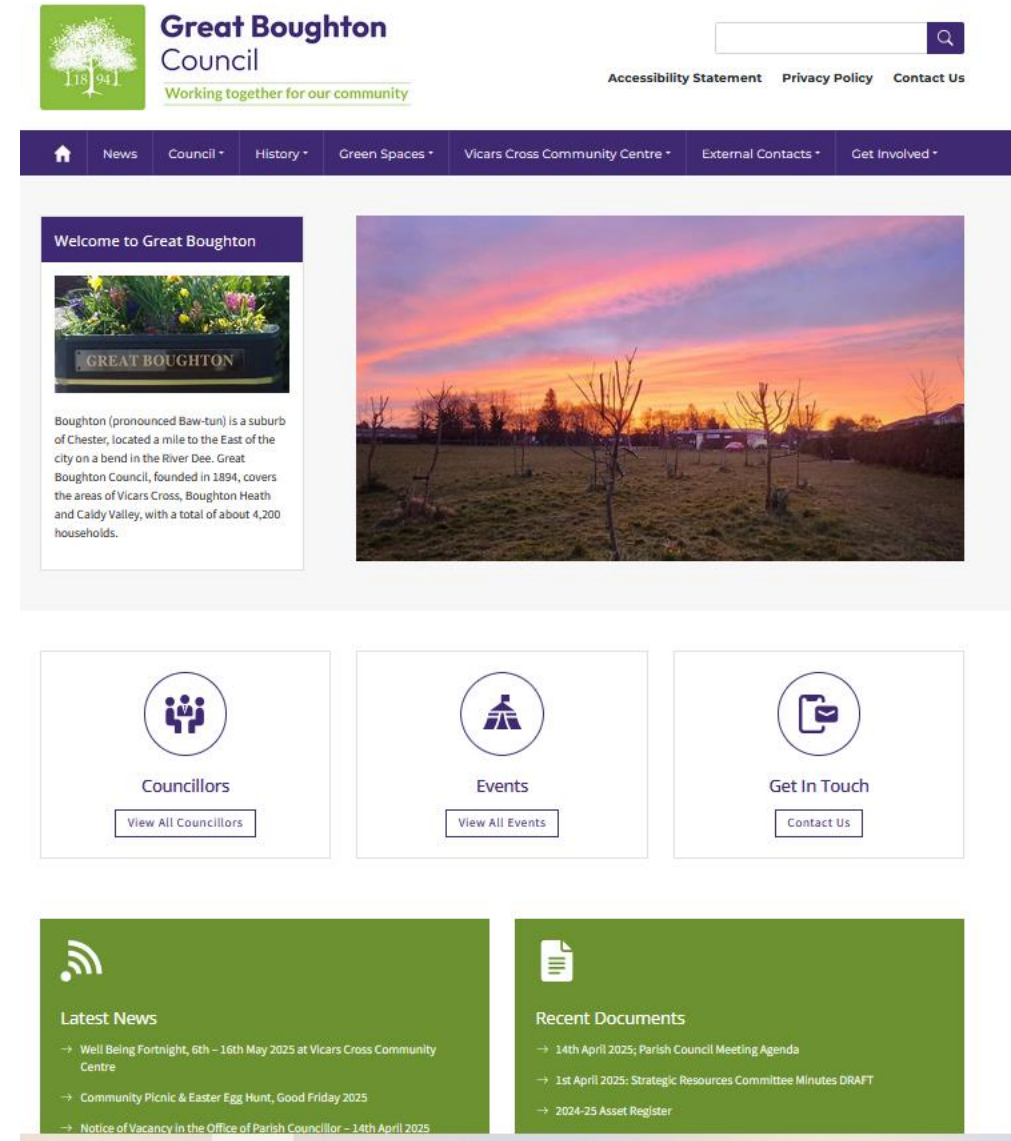 Great Boughton
Council
1894
Working together for our community
Accessibility Statement Privacy Policy Contact Us
News Council History Green Spaces Vicars Cross Community Centre External Contacts Get Involved
Welcome to Great Boughton
GREAT BOUGHTON
Boughton (pronounced Baw-tun) is a suburb
of Chester, located a mile to the East of the
city on a bend in the River Dee. Great
Boughton Council, founded in 1894, covers
the areas of Vicars Cross, Boughton Heath
and Caldy Valley, with a total of about 4,200
households.
Councillors
View All Councillors
Events
View All Events
Get In Touch
Contact Us
Latest News
→ Well Being Fortnight, 6th – 16th May 2025 at Vicars Cross Community
Centre
→ Community Picnic & Easter Egg Hunt, Good Friday 2025
→ Notice of Vacancy in the Office of Parish Councillor – 14th April 2025
Recent Documents
→ 14th April 2025; Parish Council Meeting Agenda
→ 1st April 2025: Strategic Resources Committee Minutes DRAFT
→ 2024-25 Asset Register